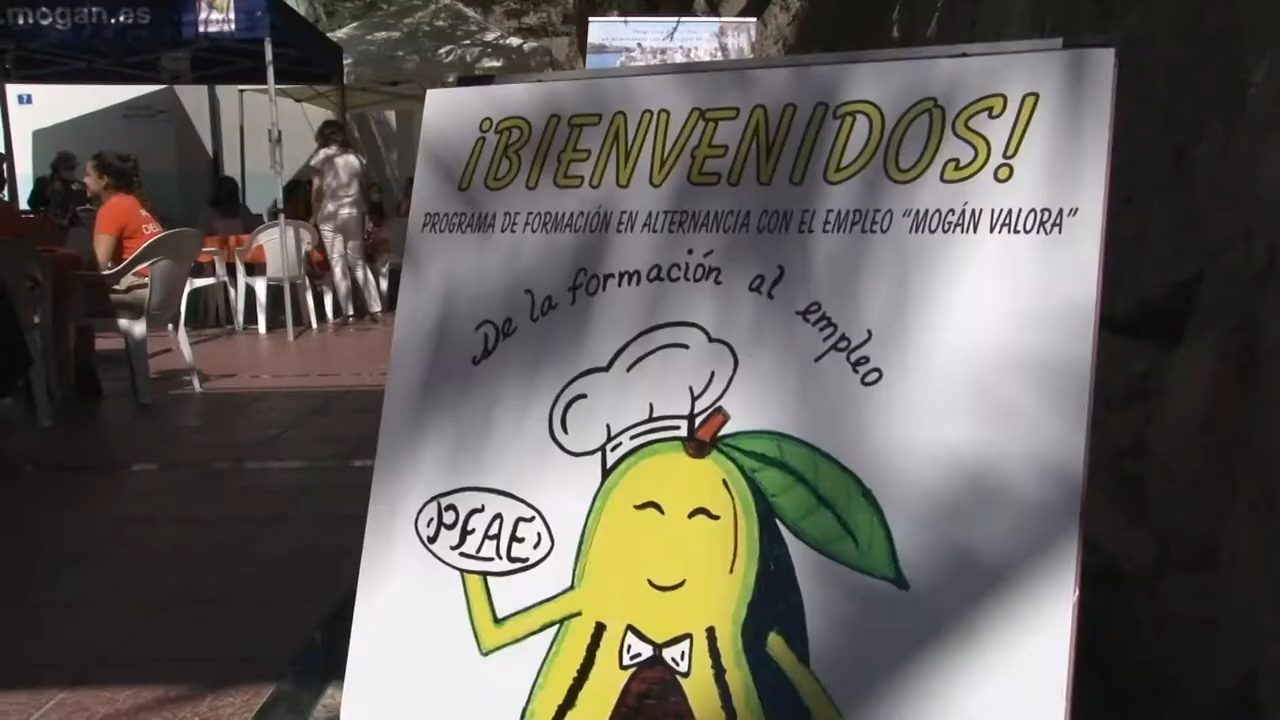 .mogan.es
7
¡BIENVENIDOS!
PROGRAMA DE FORMACIÓN EN ALTERNANCIA CON EL EMPLEO “MOGÁN VALORA”
De la formación al empleo
PFAE